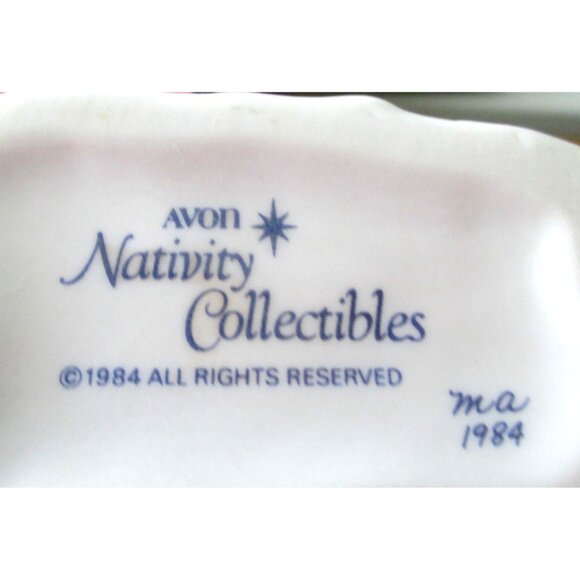 AVON
Nativity
Collectibles
©1984 ALL RIGHTS RESERVED
ma
1984